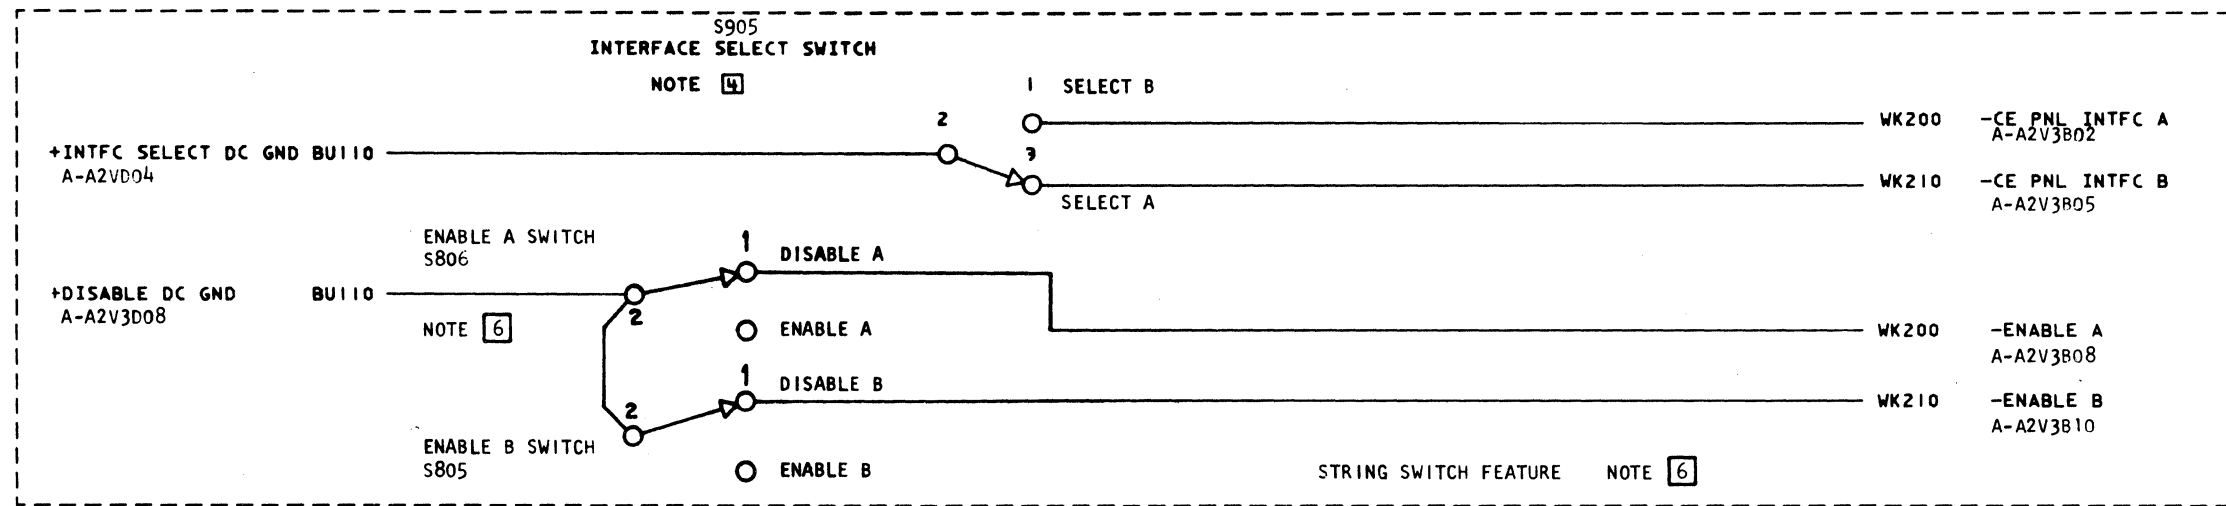 S905
INTERFACE SELECT SWITCH
NOTE 4
1 SELECT B
2
WK200 -CE PNL INTFC A
A-A2V3B02
+INTFC SELECT DC GND BU110
A-A2VD04
3
WK210 -CE PNL INTFC B
A-A2V3B05
SELECT A
ENABLE A SWITCH
S806
1
DISABLE A
+DISABLE DC GND BU110
A-A2V3D08
2
NOTE 6
ENABLE A
WK200 -ENABLE A
A-A2V3B08
1
DISABLE B
2
WK210 -ENABLE B
A-A2V3B10
ENABLE B SWITCH
S805
ENABLE B
STRING SWITCH FEATURE NOTE 6